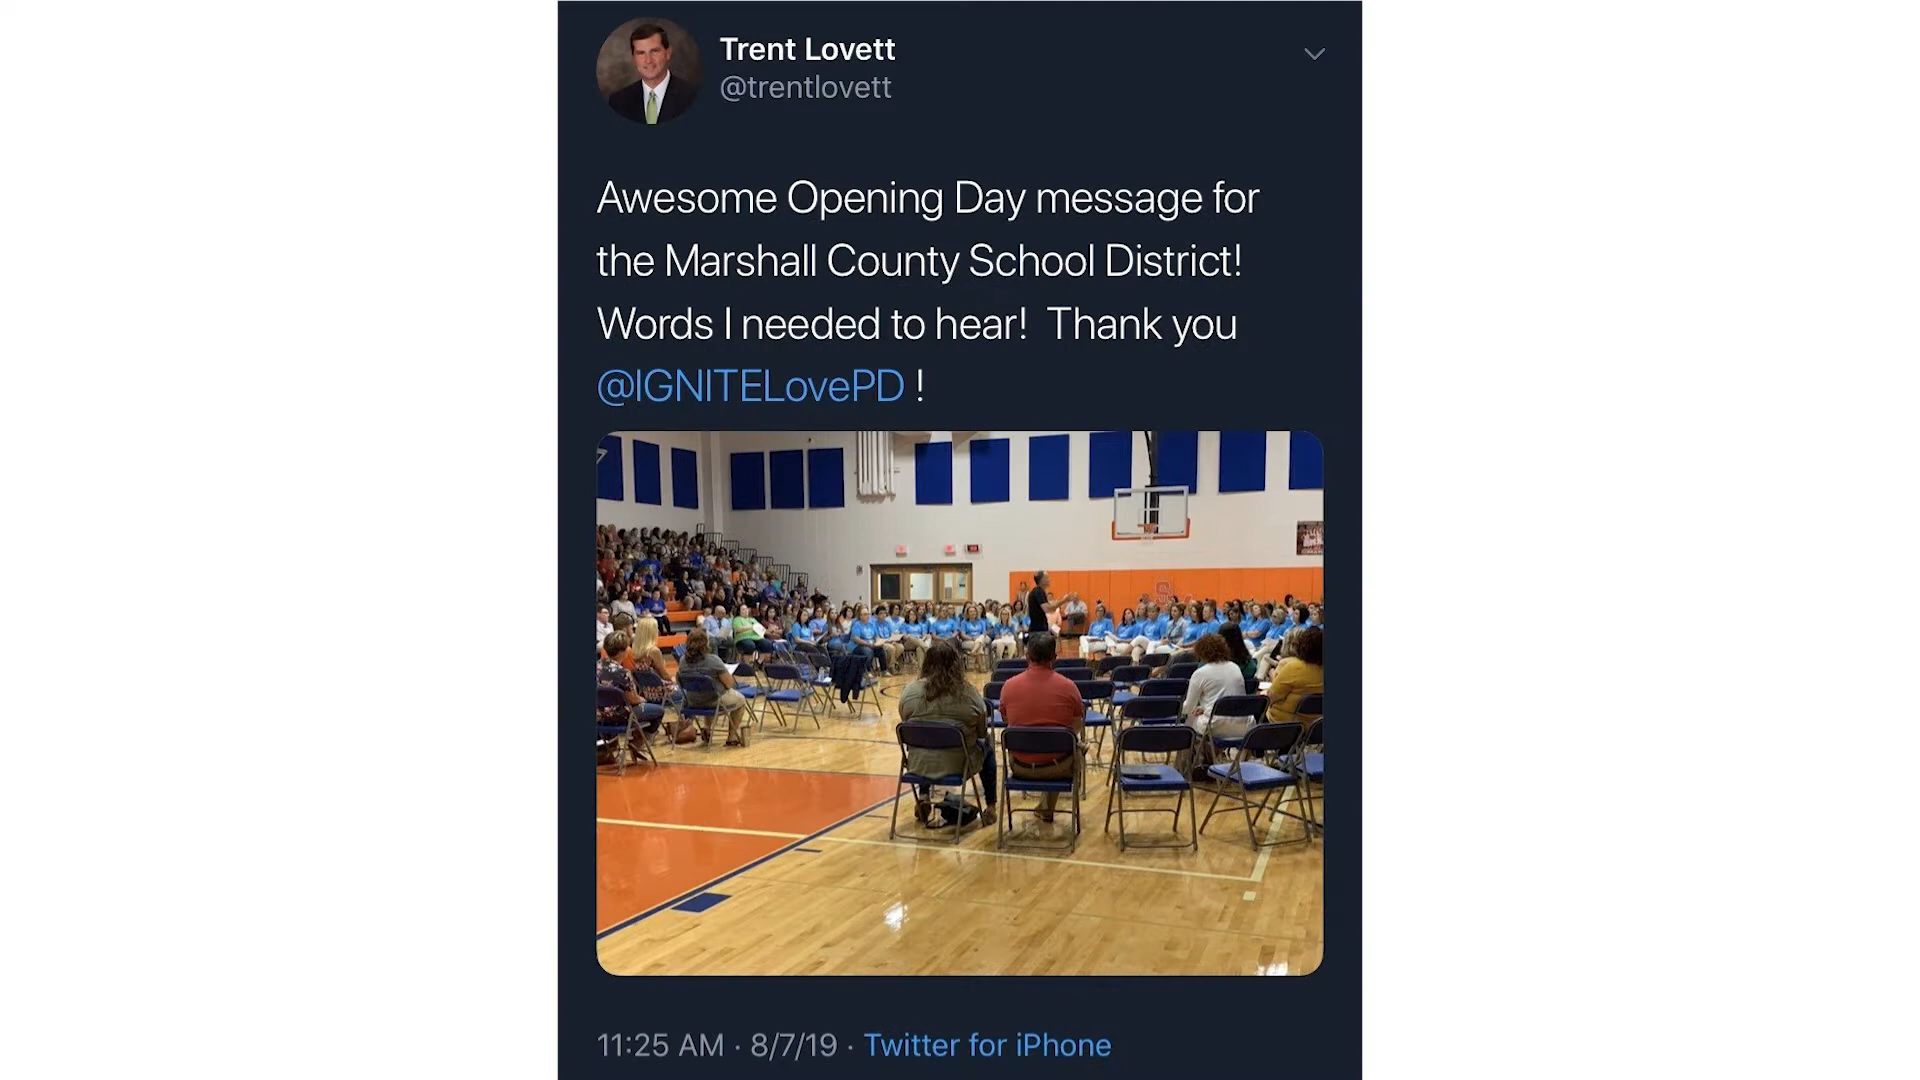 Trent Lovett
@trentlovett
Awesome Opening Day message for
the Marshall County School District!
Words I needed to hear!  Thank you
@IGNITELovePD !
11:25 AM · 8/7/19 · Twitter for iPhone